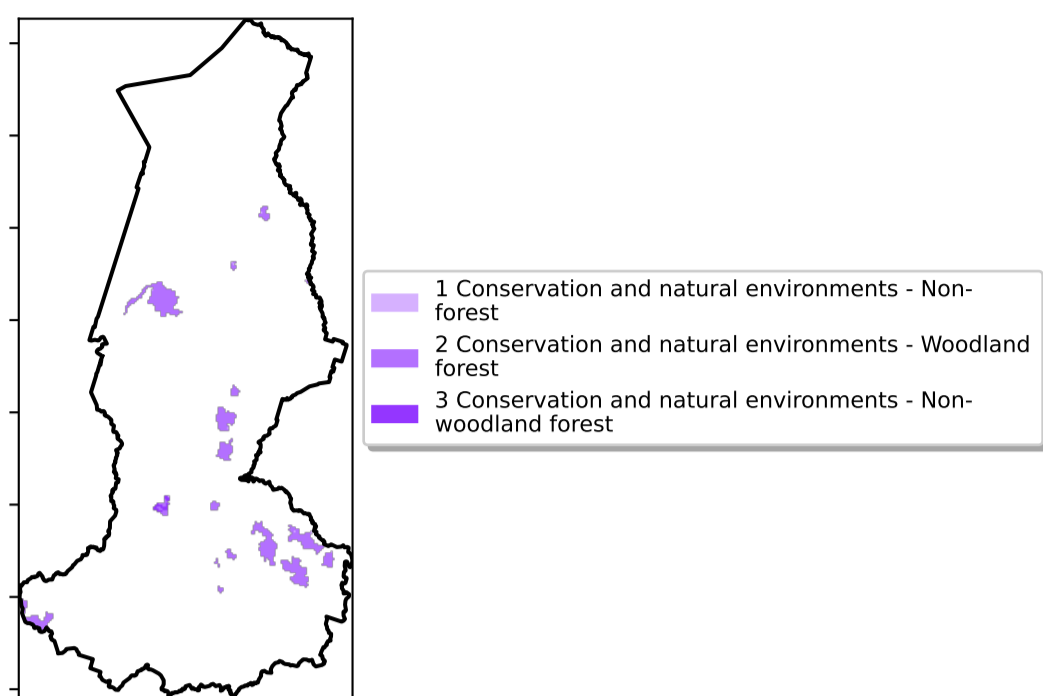 1 Conservation and natural environments - Non-
forest
2 Conservation and natural environments - Woodland
forest
3 Conservation and natural environments - Non-
woodland forest